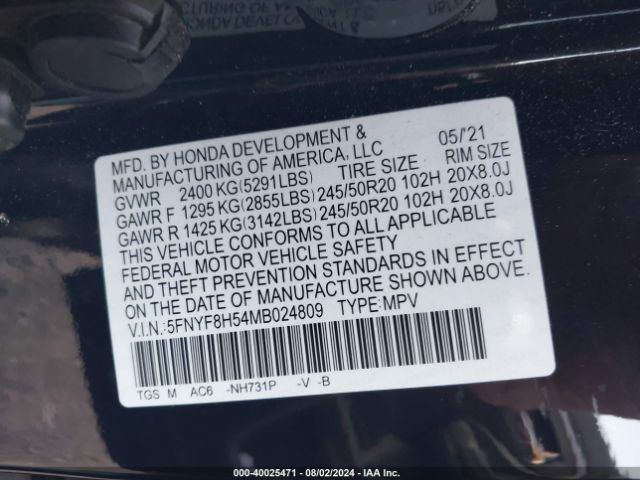 MFD. BY HONDA DEVELOPMENT & 05/'21
MANUFACTURING OF AMERICA, LLC
GVWR 2400 KG(5291LBS) TIRE SIZE RIM SIZE
GAWR F 1295 KG(2855LBS) 245/50R20 102H 20X8.0J
GAWR R 1425 KG(3142LBS) 245/50R20 102H 20X8.0J
THIS VEHICLE CONFORMS TO ALL APPLICABLE
FEDERAL MOTOR VEHICLE SAFETY
AND THEFT PREVENTION STANDARDS IN EFFECT
ON THE DATE OF MANUFACTURE SHOWN ABOVE.
V.I.N.:5FNYF8H54MB024809 TYPE:MPV
TGS M AC6 -NH731P -V -B
000-40025471 - 08/02/2024 - IAA Inc.